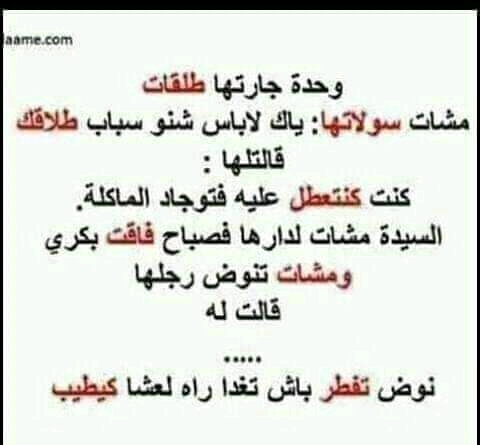 laame.com
وحدة جارتها طلقات
مشات سولاتها: ياك لاباس شنو سباب طلاقك
قالتلها :
كنت كنتعطل عليه فتوجاد الماكلة.
السيدة مشات لدارها فصباح فاقت بكري
ومشات تنوض رجلها
قالت له
.....
نوض تفطر باش تغدا راه لعشا كيطيب